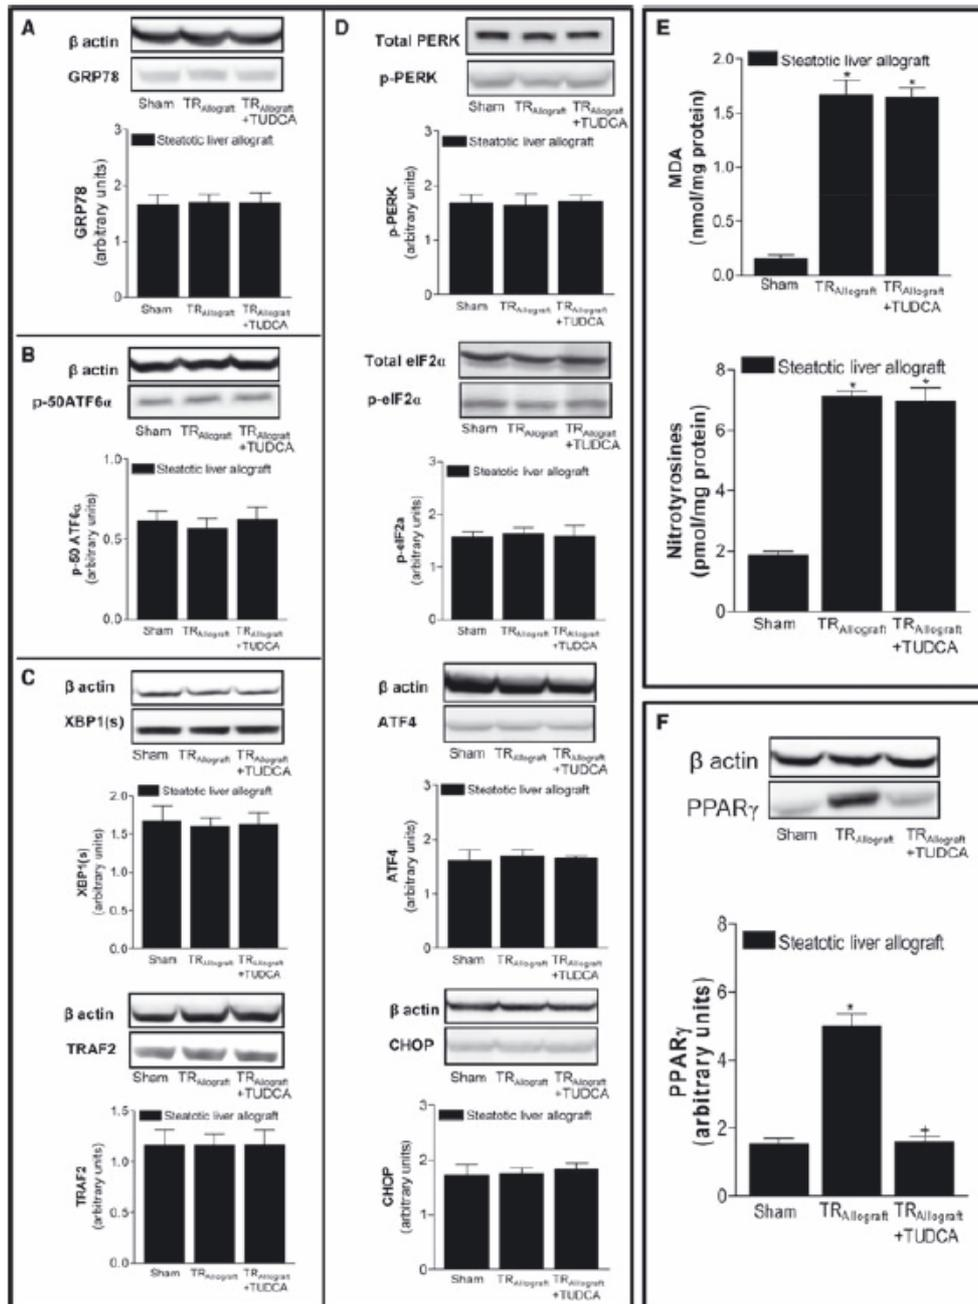 A
β actin
GRP78
Sham TRAllograft TRAllograft
+TUDCA
3
2
1
0
Steatotic liver allograft
GRP78
(arbitrary units)
Sham TRAllograft TRAllograft
+TUDCA
B
β actin
p-50ATF6α
Sham TRAllograft TRAllograft
+TUDCA
1.0
0.5
0.0
Steatotic liver allograft
p-50 ATF6α
(arbitrary units)
Sham TRAllograft TRAllograft
+TUDCA
C
β actin
XBP1(s)
Sham TRAllograft TRAllograft
+TUDCA
2.0
1.5
1.0
0.5
0.0
Steatotic liver allograft
XBP1(s)
(arbitrary units)
Sham TRAllograft TRAllograft
+TUDCA
β actin
TRAF2
Sham TRAllograft TRAllograft
+TUDCA
1.5
1.0
0.5
0.0
Steatotic liver allograft
TRAF2
(arbitrary units)
Sham TRAllograft TRAllograft
+TUDCA
D
Total PERK
p-PERK
Sham TRAllograft TRAllograft
+TUDCA
3
2
1
0
Steatotic liver allograft
p-PERK
(arbitrary units)
Sham TRAllograft TRAllograft
+TUDCA
Total eIF2α
p-eIF2α
Sham TRAllograft TRAllograft
+TUDCA
3
2
1
0
Steatotic liver allograft
p-eIF2a
(arbitrary units)
Sham TRAllograft TRAllograft
+TUDCA
β actin
ATF4
Sham TRAllograft TRAllograft
+TUDCA
3
2
1
0
Steatotic liver allograft
ATF4
(arbitrary units)
Sham TRAllograft TRAllograft
+TUDCA
β actin
CHOP
Sham TRAllograft TRAllograft
+TUDCA
3
2
1
0
Steatotic liver allograft
CHOP
(arbitrary units)
Sham TRAllograft TRAllograft
+TUDCA
E
2.0
1.5
1.0
0.5
0.0
Steatotic liver allograft
* *
MDA
(nmol/mg protein)
Sham TRAllograft TRAllograft
+TUDCA
8
6
4
2
0
Steatotic liver allograft
* *
Nitrotyrosines
(pmol/mg protein)
Sham TRAllograft TRAllograft
+TUDCA
F
β actin
PPARγ
Sham TRAllograft TRAllograft
+TUDCA
8
6
4
2
0
Steatotic liver allograft
* +
PPARγ
(arbitrary units)
Sham TRAllograft TRAllograft
+TUDCA